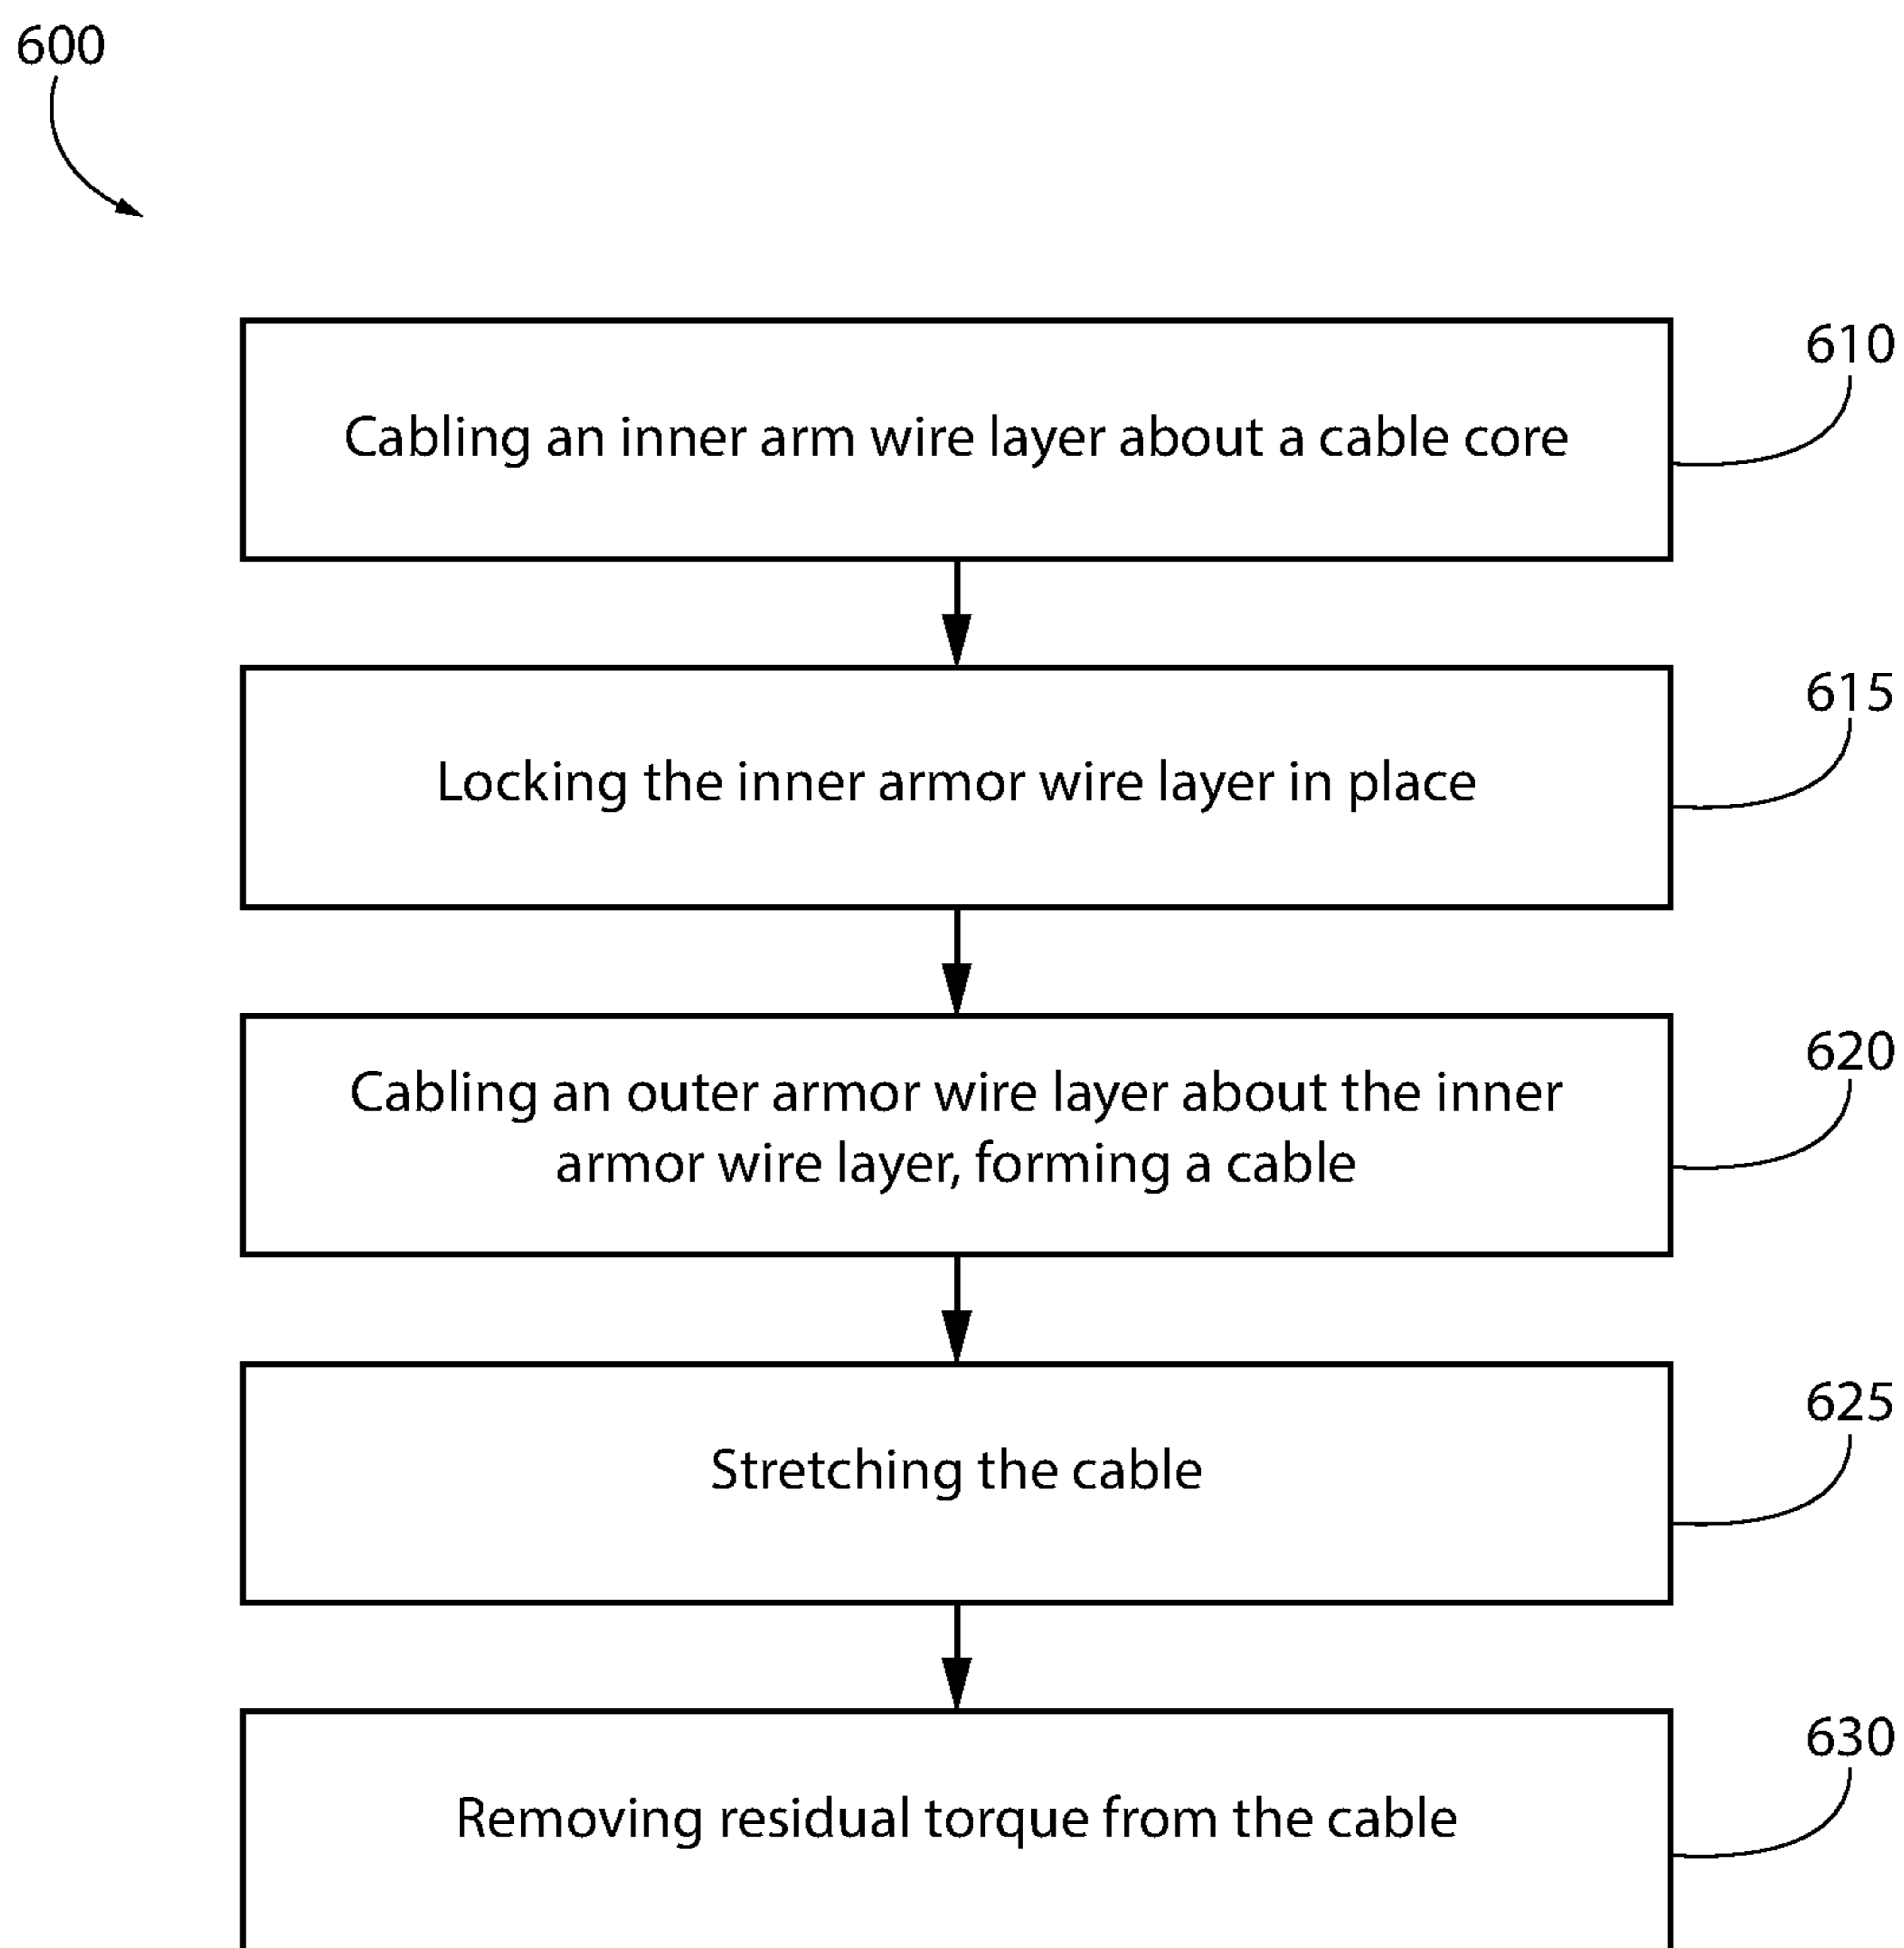 600
610
Cabling an inner arm wire layer about a cable core
615
Locking the inner armor wire layer in place
620
Cabling an outer armor wire layer about the inner
armor wire layer, forming a cable
625
Stretching the cable
630
Removing residual torque from the cable